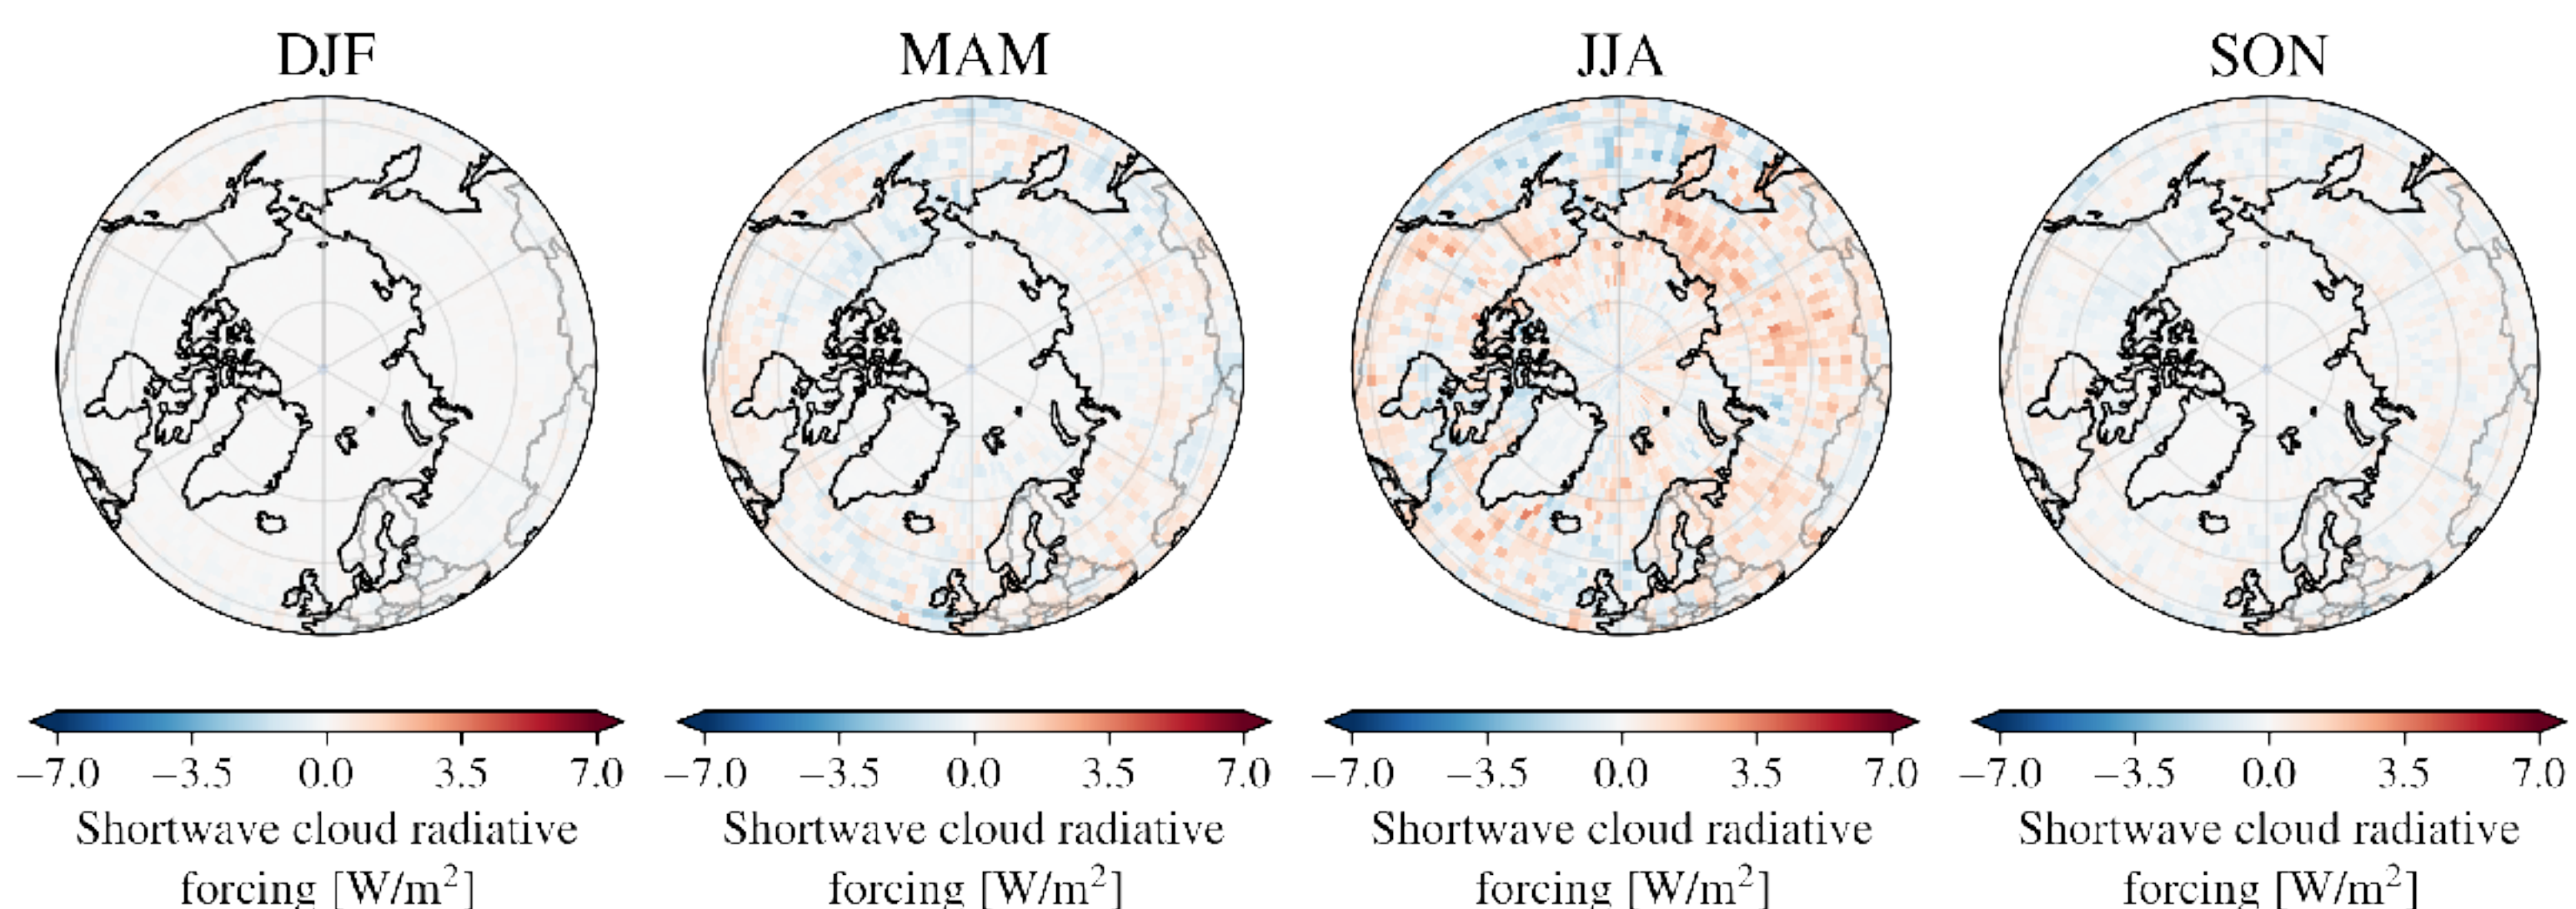 DJF MAM JJA SON
−7.0 −3.5 0.0 3.5 7.0 −7.0 −3.5 0.0 3.5 7.0 −7.0 −3.5 0.0 3.5 7.0 −7.0 −3.5 0.0 3.5 7.0
Shortwave cloud radiative Shortwave cloud radiative Shortwave cloud radiative Shortwave cloud radiative
forcing [W/m²] forcing [W/m²] forcing [W/m²] forcing [W/m²]